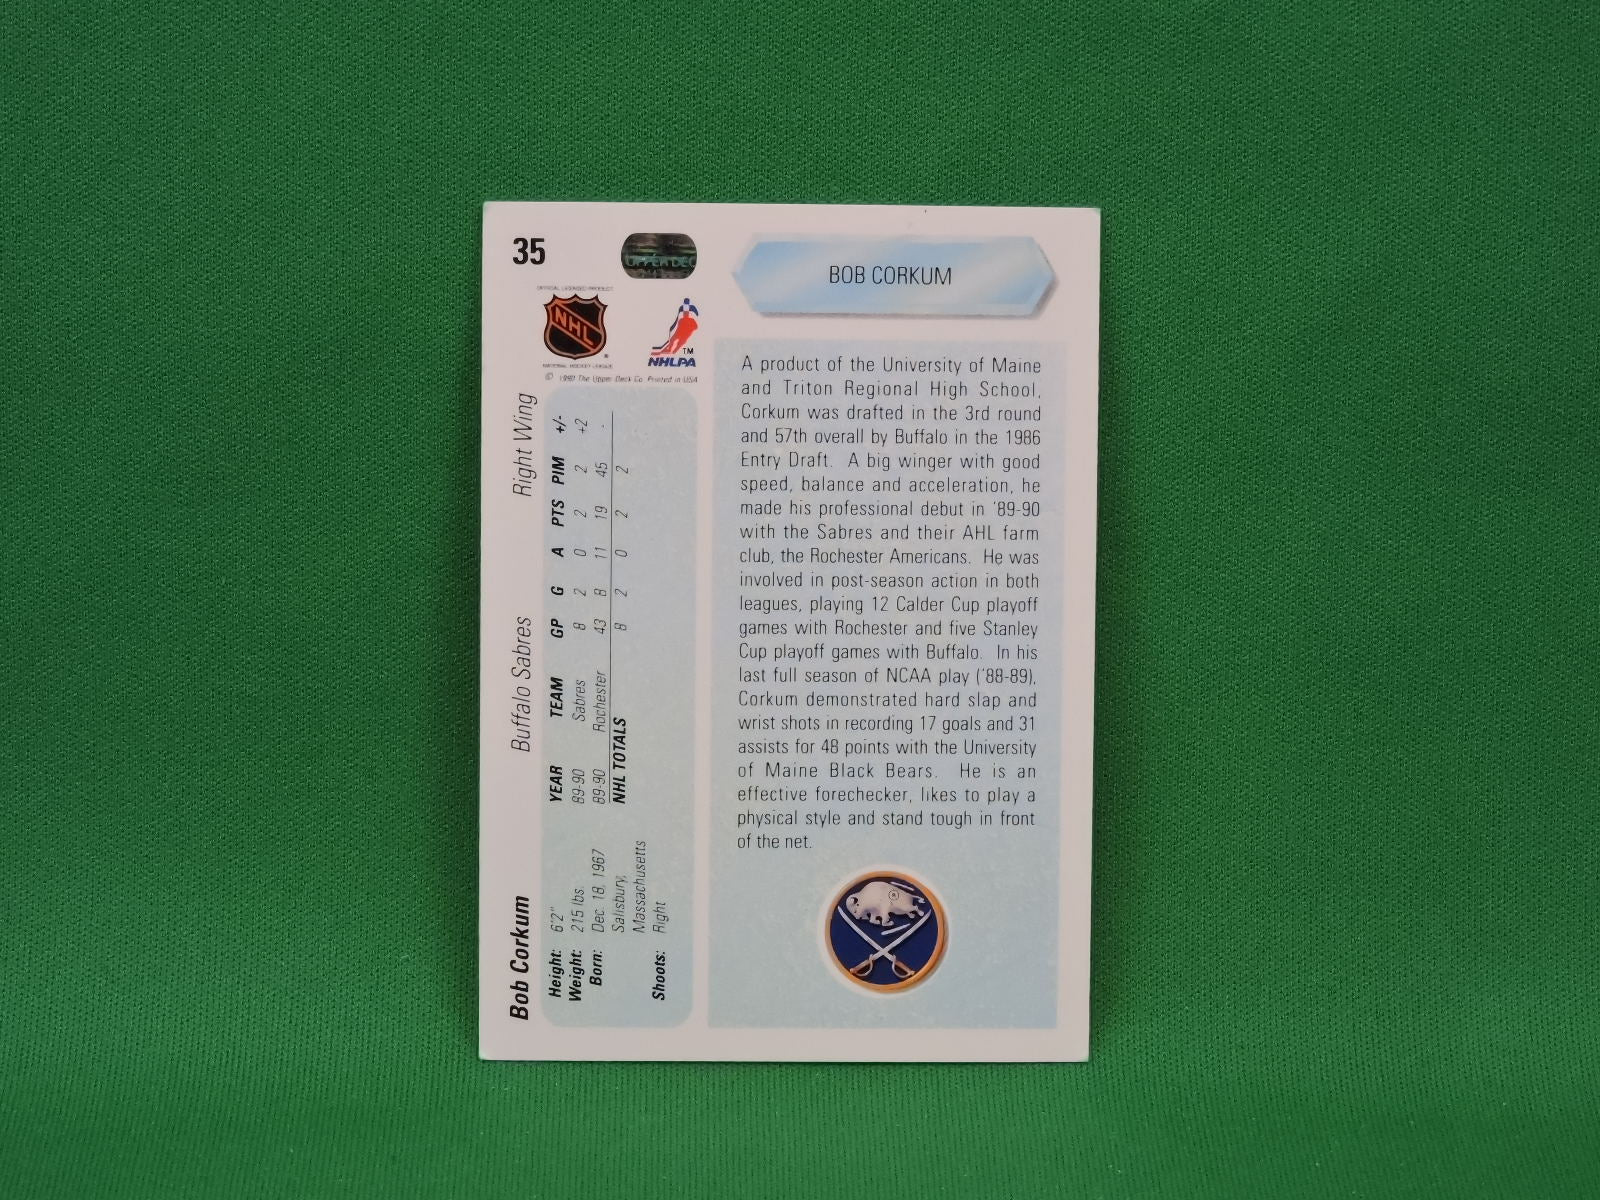 35
UPPER DEC
BOB CORKUM
OFFICIAL LICENSED PRODUCT
NHL
®
NATIONAL HOCKEY LEAGUE
TM
NHLPA
© 1990 The Upper Deck Co. Printed in USA
Bob Corkum Buffalo Sabres Right Wing
Height: 6'2"
Weight: 215 lbs.
Born: Dec. 18, 1967
Salisbury,
Massachusetts
Shoots: Right
YEAR TEAM GP G A PTS PIM +/-
89-90 Sabres 8 2 0 2 2 +2
89-90 Rochester 43 8 11 19 45 -
NHL TOTALS 8 2 0 2 2
A product of the University of Maine
and Triton Regional High School,
Corkum was drafted in the 3rd round
and 57th overall by Buffalo in the 1986
Entry Draft. A big winger with good
speed, balance and acceleration, he
made his professional debut in '89-90
with the Sabres and their AHL farm
club, the Rochester Americans. He was
involved in post-season action in both
leagues, playing 12 Calder Cup playoff
games with Rochester and five Stanley
Cup playoff games with Buffalo. In his
last full season of NCAA play ('88-89),
Corkum demonstrated hard slap and
wrist shots in recording 17 goals and 31
assists for 48 points with the University
of Maine Black Bears. He is an
effective forechecker, likes to play a
physical style and stand tough in front
of the net.